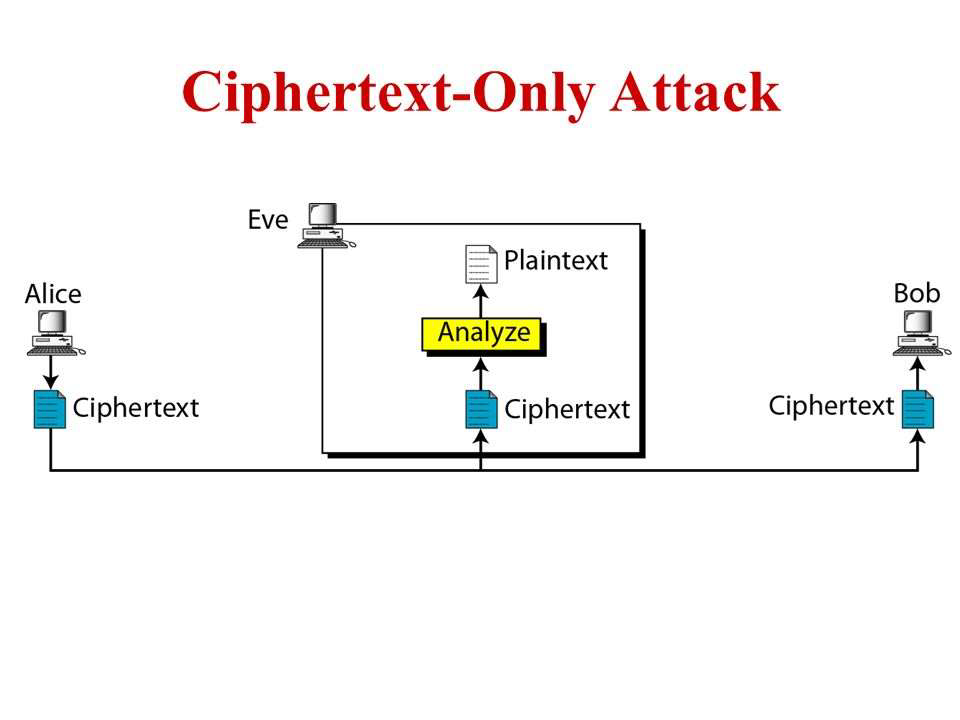 Ciphertext-Only Attack
Eve
Plaintext
Alice
Bob
Analyze
Ciphertext
Ciphertext
Ciphertext